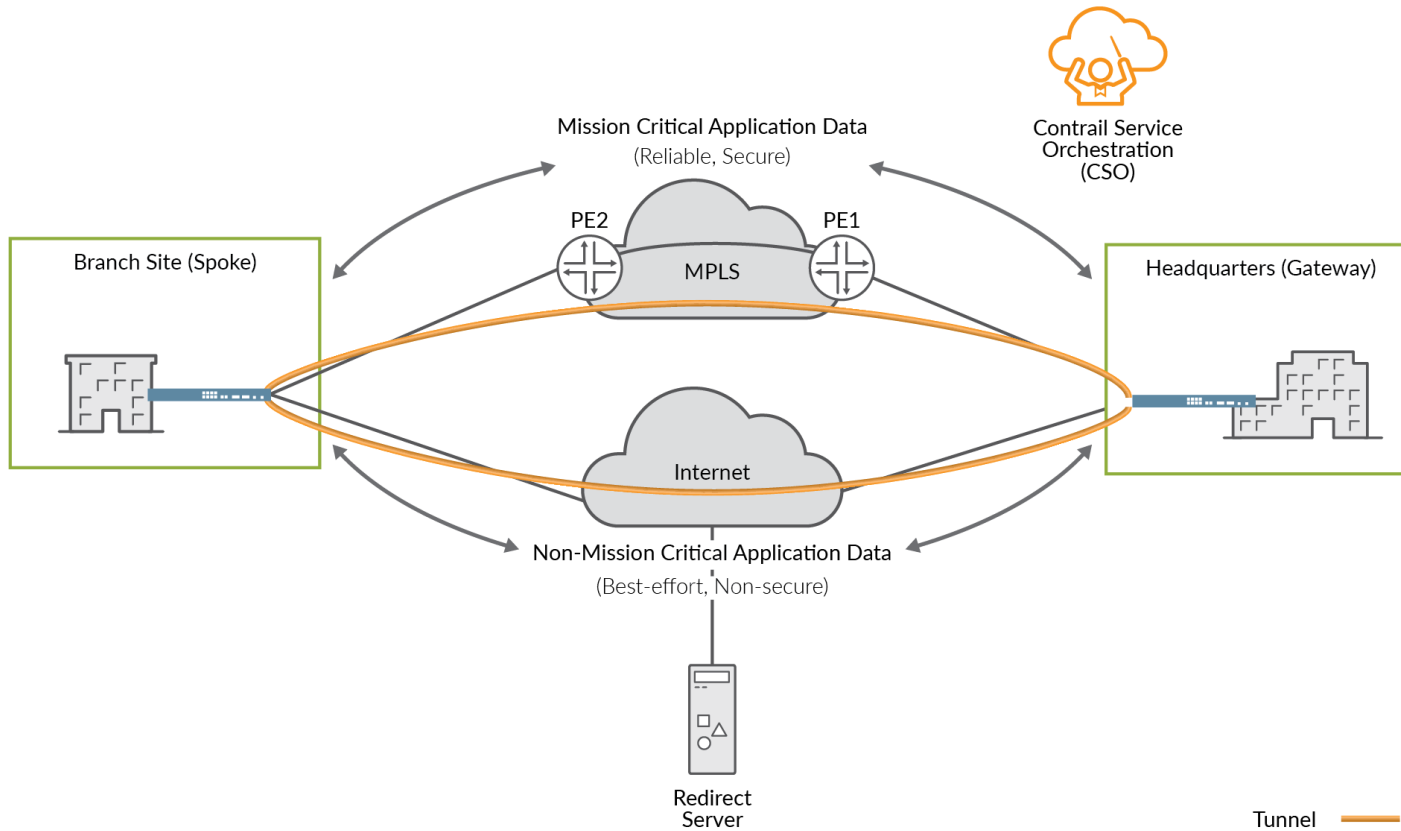 Contrail Service
Orchestration
(CSO)
Mission Critical Application Data
(Reliable, Secure)
PE2
PE1
Branch Site (Spoke)
MPLS
Headquarters (Gateway)
Internet
Non-Mission Critical Application Data
(Best-effort, Non-secure)
Redirect
Server
Tunnel